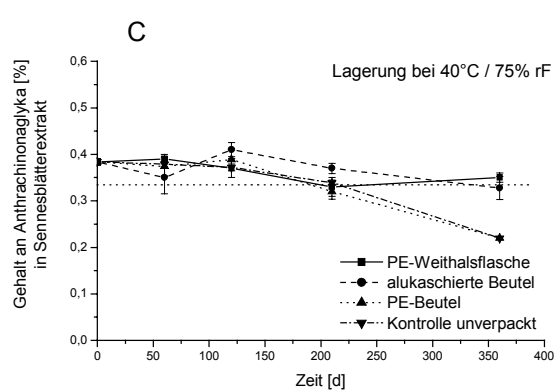 C
Lagerung bei 40°C / 75% rF
Gehalt an Anthrachinonaglyka [%]
in Sennesblätterextrakt
0,6
0,5
0,4
0,3
0,2
0,1
0,0
PE-Weithalsflasche
alukaschierte Beutel
PE-Beutel
Kontrolle unverpackt
0 50 100 150 200 250 300 350 400
Zeit [d]